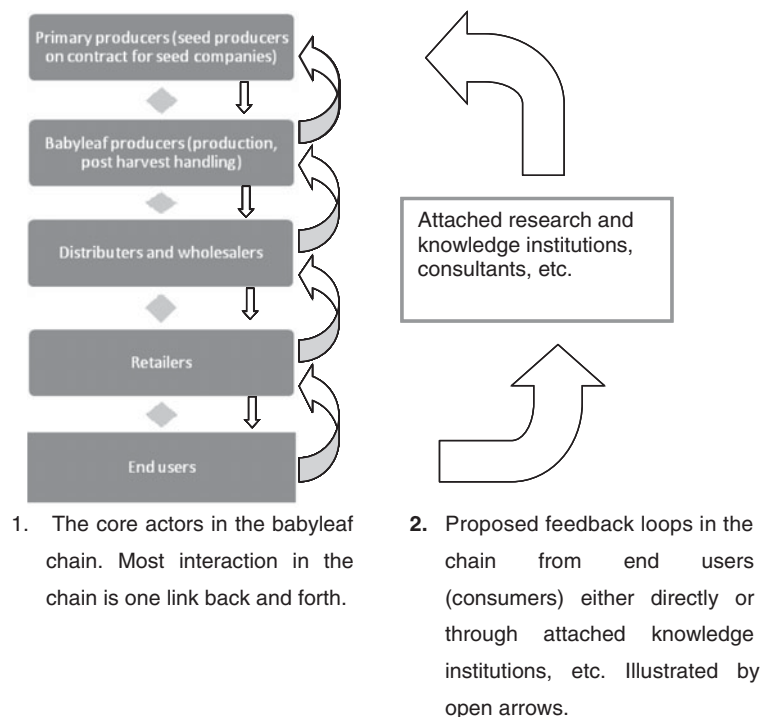 Primary producers (seed producers
on contract for seed companies)
Babyleaf producers (production,
post harvest handling)
Distributers and wholesalers
Retailers
End users
Attached research and
knowledge institutions,
consultants, etc.
1. The core actors in the babyleaf
chain. Most interaction in the
chain is one link back and forth.
2. Proposed feedback loops in the
chain from end users
(consumers) either directly or
through attached knowledge
institutions, etc. Illustrated by
open arrows.